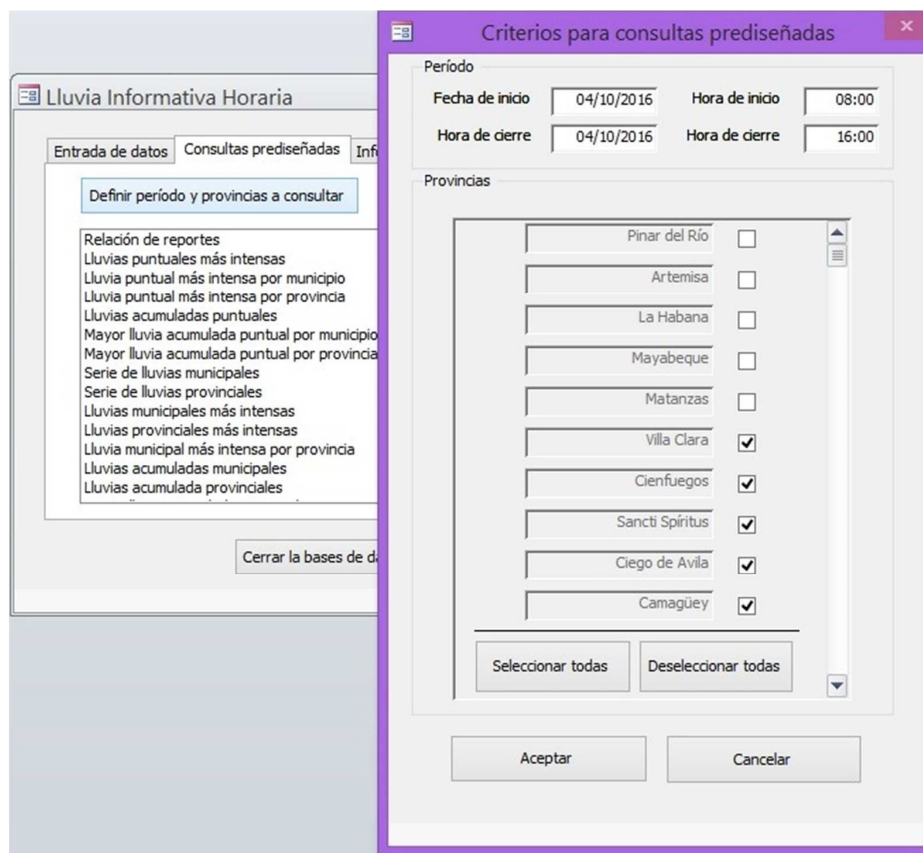 Lluvia Informativa Horaria
Entrada de datos
Consultas prediseñadas
Definir período y provincias a consultar
Relación de reportes
Lluvias puntuales más intensas
Lluvia puntual más intensa por municipio
Lluvia puntual más intensa por provincia
Lluvias acumuladas puntuales
Mayor lluvia acumulada puntual por municipio
Mayor lluvia acumulada puntual por provincia
Serie de lluvias municipales
Serie de lluvias provinciales
Lluvias municipales más intensas
Lluvias provinciales más intensas
Lluvia municipal más intensa por provincia
Lluvias acumuladas municipales
Lluvias acumulada provinciales
Cerrar la bases de
Criterios para consultas prediseñadas
Período
Fecha de inicio 04/10/2016 Hora de inicio 08:00
Hora de cierre 04/10/2016 Hora de cierre 16:00
Provincias
Pinar del Río
Artemisa
La Habana
Mayabeque
Matanzas
Villa Clara
Cienfuegos
Sancti Spíritus
Ciego de Avila
Camagüey
Seleccionar todas Deseleccionar todas
Aceptar Cancelar